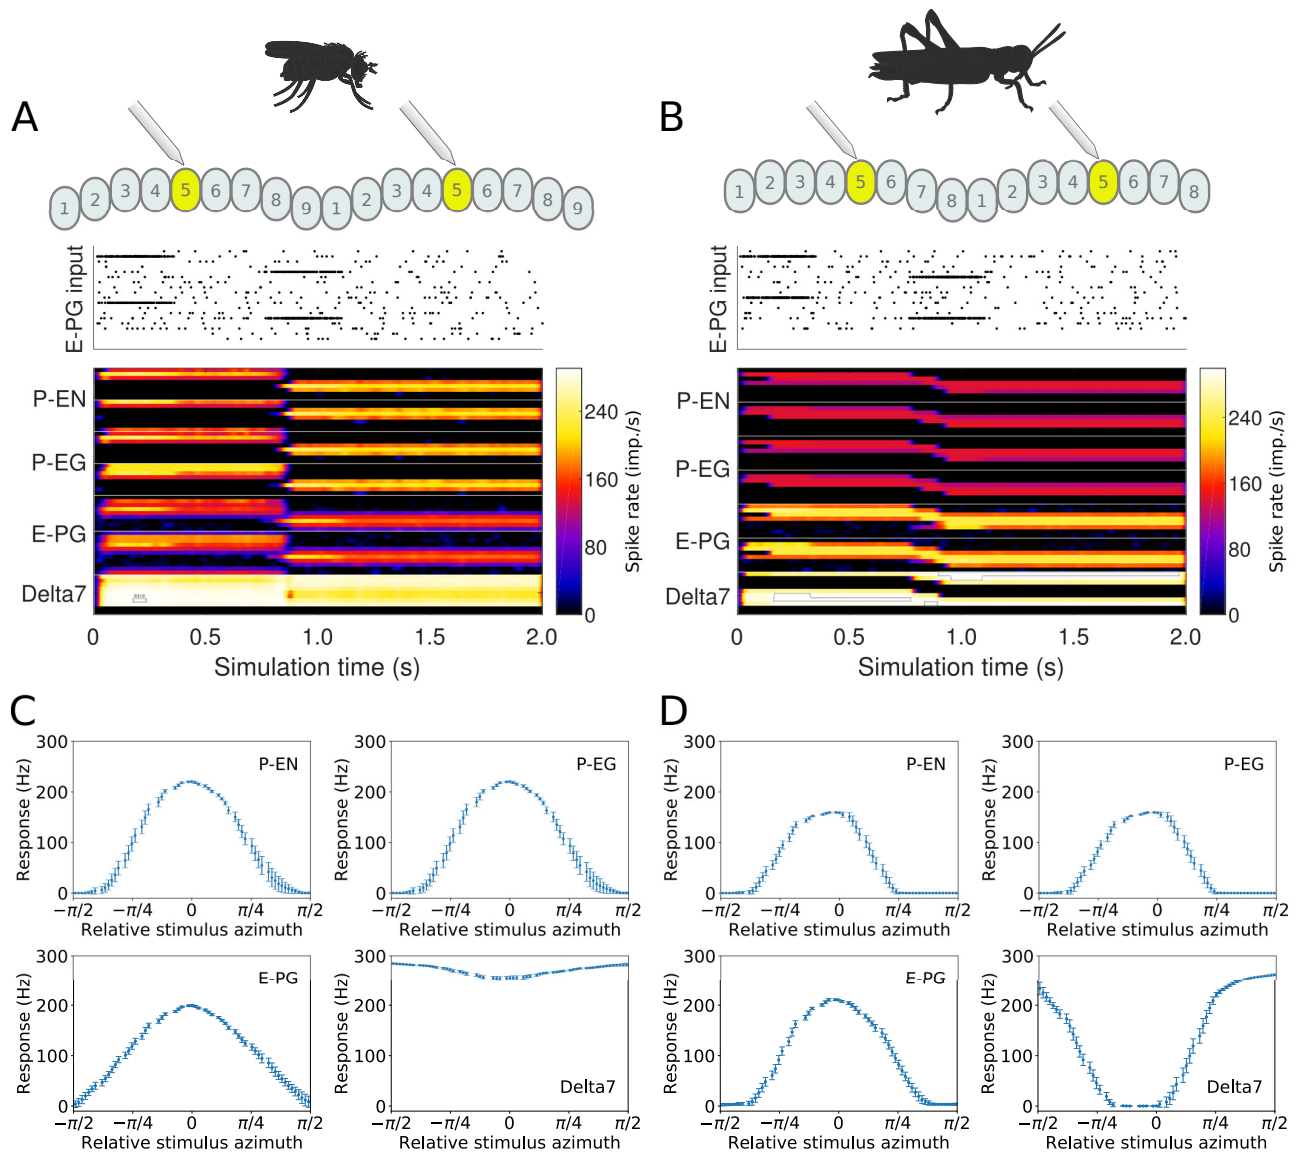 A
1 2 3 4 5 6 7 8 9 1 2 3 4 5 6 7 8 9
E-PG input
P-EN
P-EG
E-PG
Delta7
0 0.5 1.0 1.5 2.0
Simulation time (s)
240
160
80
0
Spike rate (imp./s)
B
1 2 3 4 5 6 7 8 1 2 3 4 5 6 7 8
E-PG input
P-EN
P-EG
E-PG
Delta7
0 0.5 1.0 1.5 2.0
Simulation time (s)
240
160
80
0
Spike rate (imp./s)
C
300
200
100
0
Response (Hz)
P-EN
−π/2 −π/4 0 π/4 π/2
Relative stimulus azimuth
300
200
100
0
Response (Hz)
P-EG
−π/2 −π/4 0 π/4 π/2
Relative stimulus azimuth
300
200
100
0
Response (Hz)
E-PG
−π/2 −π/4 0 π/4 π/2
Relative stimulus azimuth
300
200
100
0
Response (Hz)
Delta7
−π/2 −π/4 0 π/4 π/2
Relative stimulus azimuth
D
300
200
100
0
Response (Hz)
P-EN
−π/2 −π/4 0 π/4 π/2
Relative stimulus azimuth
300
200
100
0
Response (Hz)
P-EG
−π/2 −π/4 0 π/4 π/2
Relative stimulus azimuth
300
200
100
0
Response (Hz)
E-PG
−π/2 −π/4 0 π/4 π/2
Relative stimulus azimuth
300
200
100
0
Response (Hz)
Delta7
−π/2 −π/4 0 π/4 π/2
Relative stimulus azimuth